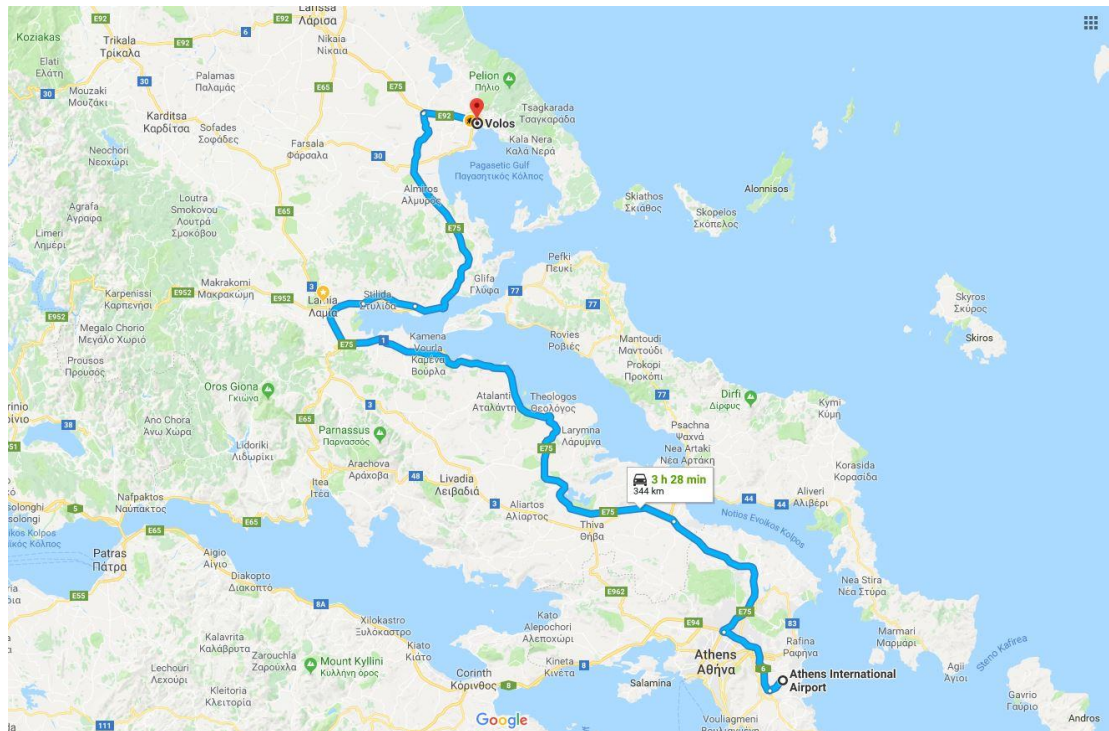 E92
Larissa
Λάρισα
Koziakas
Trikala
Τρίκαλα
6
Nikaia
Νίκαια
Elati
Ελάτη
E65
E75
Pelion
Πήλιο
30
Mouzaki
Μουζάκι
Palamas
Παλαμάς
30
Karditsa
Καρδίτσα
Sofades
Σοφάδες
E92
Volos
Tsagkarada
Τσαγκαράδα
Kala Nera
Καλά Νερά
Neochori
Νεοχώρι
Farsala
Φάρσαλα
30
Pagasetic Gulf
Παγασητικός Κόλπος
Almiros
Αλμυρός
Skiathos
Σκιάθος
Alonnisos
Skopelos
Σκόπελος
Agrafa
Άγραφα
Loutra
Smokovou
Λουτρά
Σμοκόβου
E65
E75
Limeri
Λημέρι
Pefki
Πεύκι
Glifa
Γλύφα
77
77
Karpenissi
Καρπενήσι
E952
Makrakomi
Μακρακώμη
E952
3
Lamia
Λαμία
Stilida
Στυλίδα
E952
Skyros
Σκύρος
Skiros
Megalo Chorio
Μεγάλο Χωριό
Prousos
Προυσός
E75
1
Kamena
Vourla
Καμένα
Βούρλα
Rovies
Ροβιές
Mantoudi
Μαντούδι
Prokopi
Προκόπι
77
Oros Giona
Γκιώνα
Atalanti
Αταλάντη
Theologos
Θεολόγος
Dirfi
Δίρφυς
Kymi
Κύμη
38
Ano Chora
Άνω Χώρα
Lidoriki
Λιδορίκι
E65
3
Parnassus
Παρνασσός
Larymna
Λάρυμνα
Psachna
Ψαχνά
Nea Artaki
Νέα Αρτάκη
Arachova
Αράχοβα
48
Livadia
Λειβαδιά
E75
3 h 28 min
344 km
Korasida
Κορασίδα
Itea
Ιτέα
Aliartos
Αλίαρτος
3
44
44
Aliveri
Αλιβέρι
Nafpaktos
Ναύπακτος
5
E65
E65
Thiva
Θήβα
E75
Notios Evoikos Kolpos
Patras
Πάτρα
Aigio
Αίγιο
Diakopto
Διακοπτό
E962
Nea Stira
Νέα Στύρα
E55
8A
Xilokastro
Ξυλόκαστρο
Kato
Alepochori
Αλεποχώρι
E94
E75
83
Rafina
Ραφήνα
Marmari
Μαρμάρι
Steno Kafirea
Kalavrita
Καλάβρυτα
Zarouchla
Ζαρούχλα
Kiato
Κιάτο
Kineta
Κινέτα
8
Athens
Αθήνα
Agii
Άγιοι
Lechouri
Λεχούρι
Mount Kyllini
Κυλλήνη όρος
Corinth
Κόρινθος
8
Salamina
6
Athens International
Airport
Kleitoria
Κλειτορία
Gavrio
Γαύριο
Andros
111
Google
Vouliagmeni